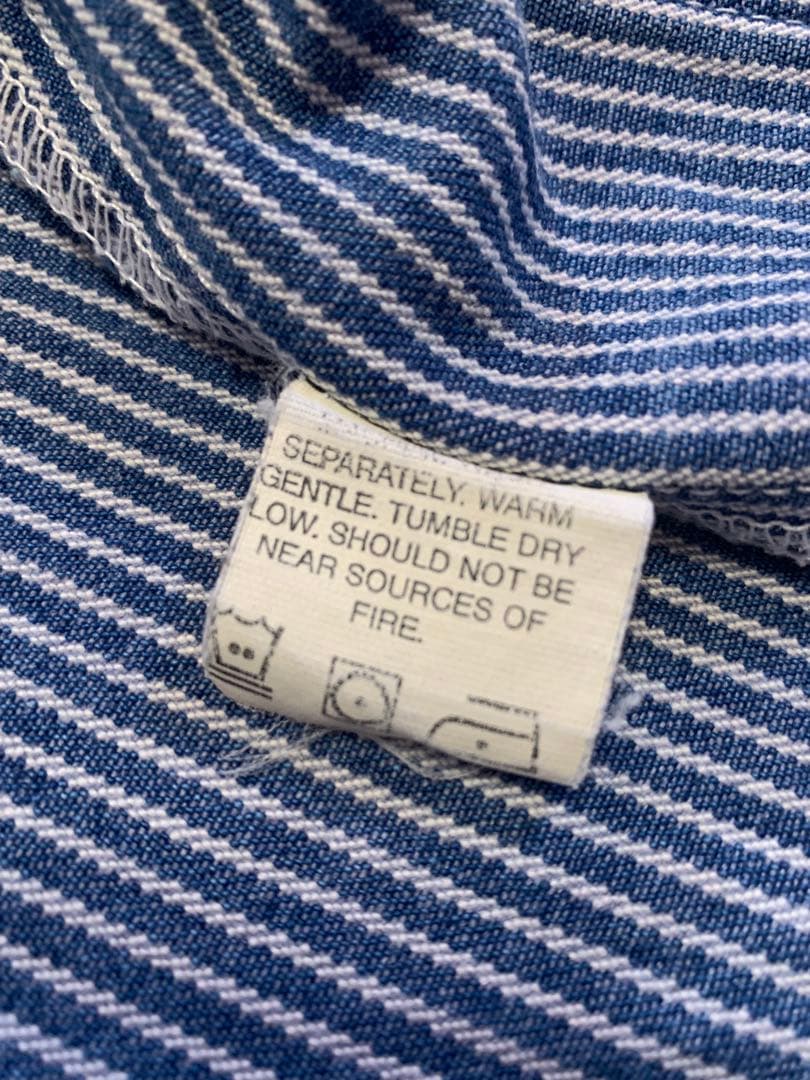 SEPARATELY. WARM
GENTLE. TUMBLE DRY
LOW. SHOULD NOT BE
NEAR SOURCES OF
FIRE.